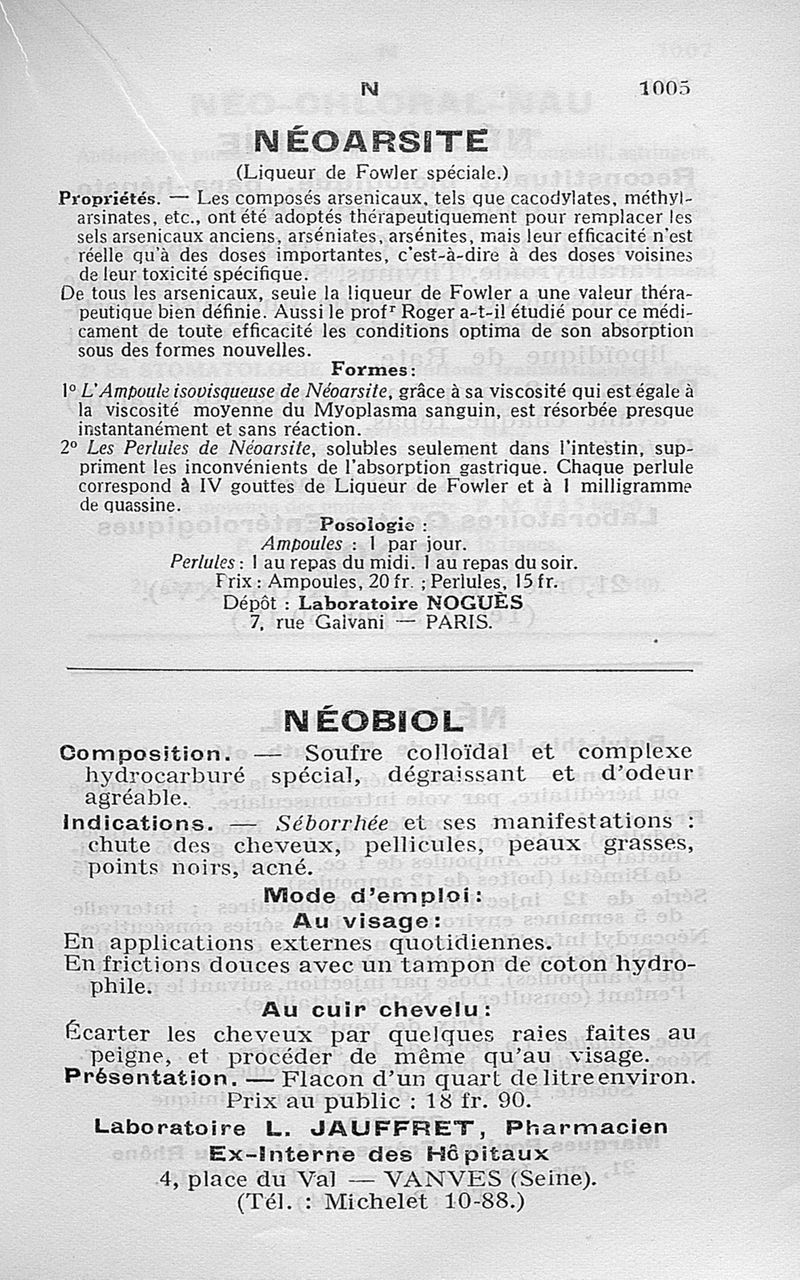 N 1005
NÉOARSITE
(Liqueur de Fowler spéciale.)
Propriétés. — Les composés arsenicaux, tels que cacodylates, méthyl-
arsinates, etc., ont été adoptés thérapeutiquement pour remplacer les
sels arsenicaux anciens, arséniates, arsénites, mais leur efficacité n'est
réelle qu'à des doses importantes, c'est-à-dire à des doses voisines
de leur toxicité spécifique.
De tous les arsenicaux, seule la liqueur de Fowler a une valeur théra-
peutique bien définie. Aussi le profʳ Roger a-t-il étudié pour ce médi-
cament de toute efficacité les conditions optima de son absorption
sous des formes nouvelles.
Formes:
1º L'Ampoule isovisqueuse de Néoarsite, grâce à sa viscosité qui est égale à
la viscosité moyenne du Myoplasma sanguin, est résorbée presque
instantanément et sans réaction.
2º Les Perlules de Néoarsite, solubles seulement dans l'intestin, sup-
priment les inconvénients de l'absorption gastrique. Chaque perlule
correspond à IV gouttes de Liqueur de Fowler et à 1 milligramme
de quassine.
Posologie :
Ampoules : 1 par jour.
Perlules : 1 au repas du midi. 1 au repas du soir.
Prix : Ampoules, 20 fr. ; Perlules, 15 fr.
Dépôt : Laboratoire NOGUÈS
7, rue Galvani — PARIS.
NÉOBIOL
Composition. — Soufre colloïdal et complexe
hydrocarburé spécial, dégraissant et d'odeur
agréable.
Indications. — Séborrhée et ses manifestations :
chute des cheveux, pellicules, peaux grasses,
points noirs, acné.
Mode d'emploi :
Au visage :
En applications externes quotidiennes.
En frictions douces avec un tampon de coton hydro-
phile.
Au cuir chevelu :
Écarter les cheveux par quelques raies faites au
peigne, et procéder de même qu'au visage.
Présentation. — Flacon d'un quart de litre environ.
Prix au public : 18 fr. 90.
Laboratoire L. JAUFFRET, Pharmacien
Ex-Interne des Hôpitaux
4, place du Val — VANVES (Seine).
(Tél. : Michelet 10-88.)